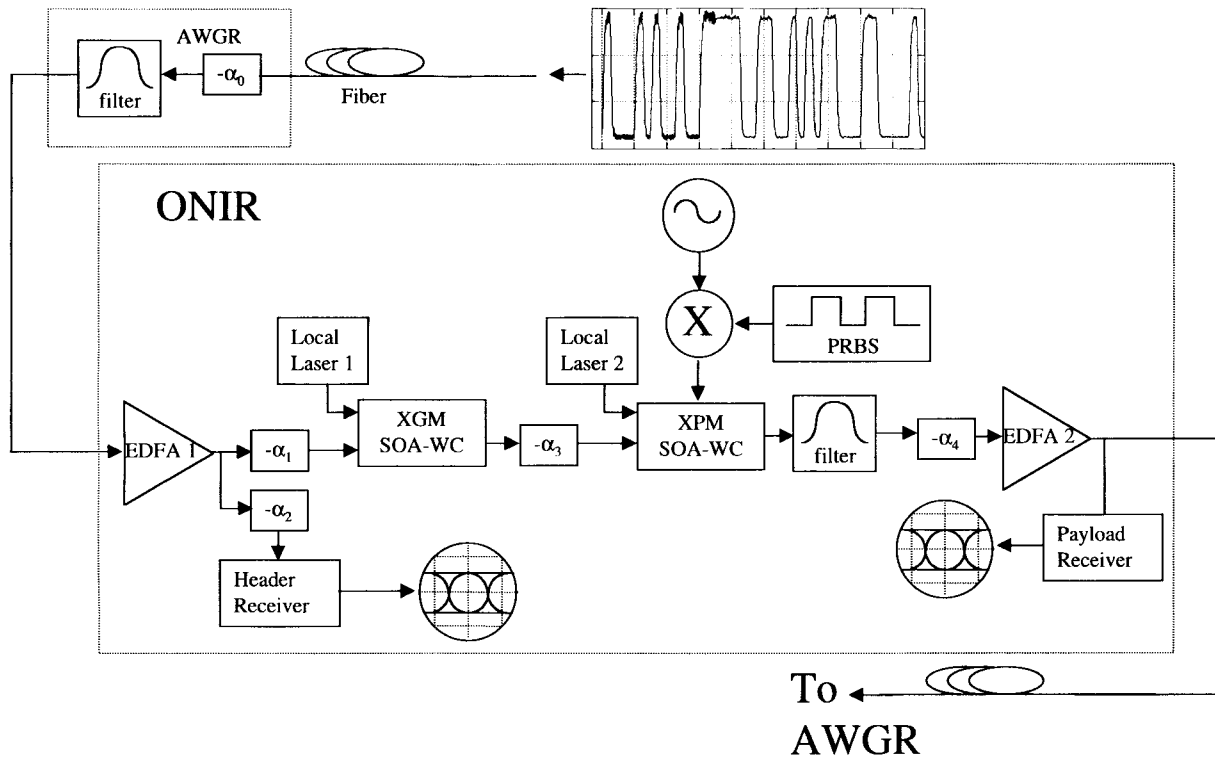 AWGR
-α0
filter
Fiber
ONIR
X
PRBS
Local
Laser 1
Local
Laser 2
XGM
SOA-WC
XPM
SOA-WC
EDFA 1
-α1
-α3
filter
-α4
EDFA 2
-α2
Header
Receiver
Payload
Receiver
To
AWGR